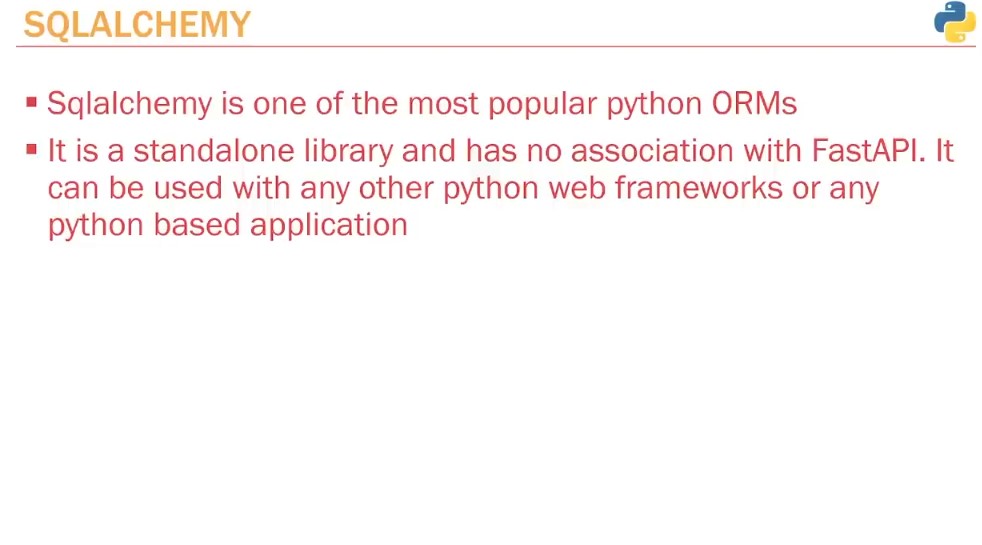 SQLALCHEMY
▪ Sqlalchemy is one of the most popular python ORMs
▪ It is a standalone library and has no association with FastAPI. It
can be used with any other python web frameworks or any
python based application